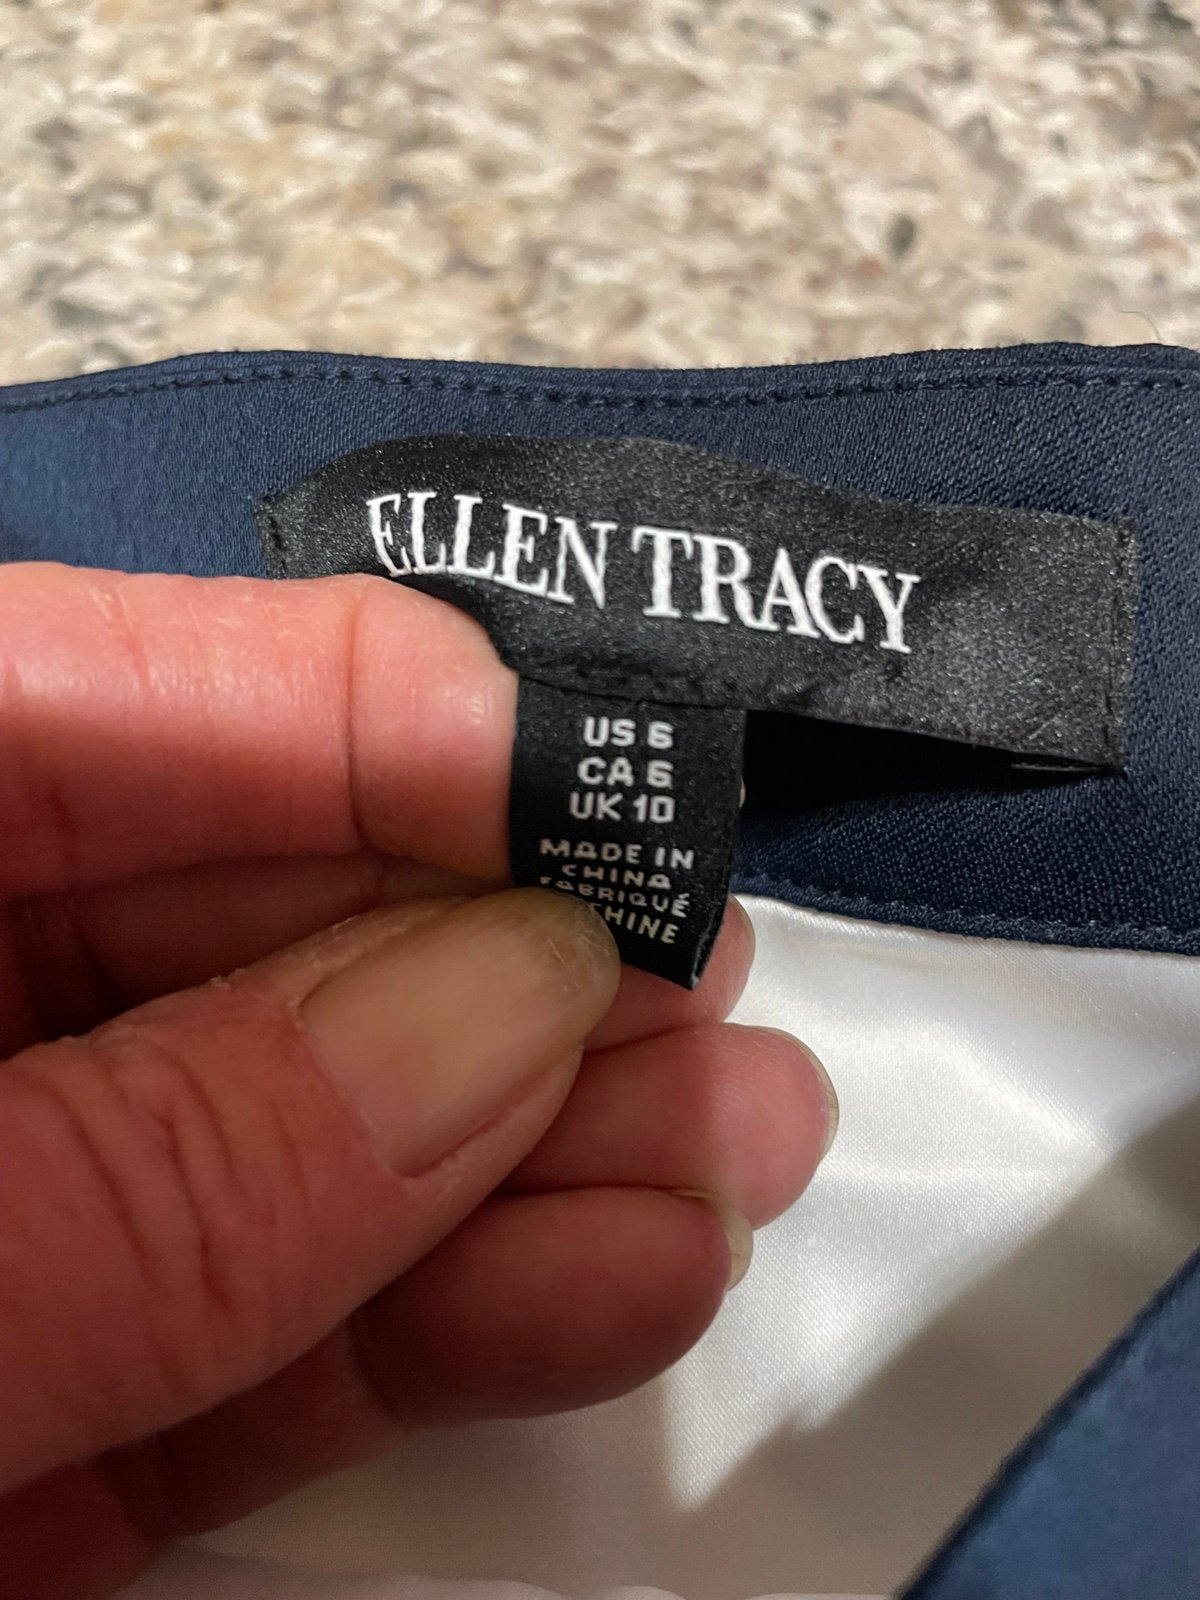 ELLEN TRACY
US 6
CA 6
UK 10
MADE IN
CHINA
FABRIQUÉ
CHINE